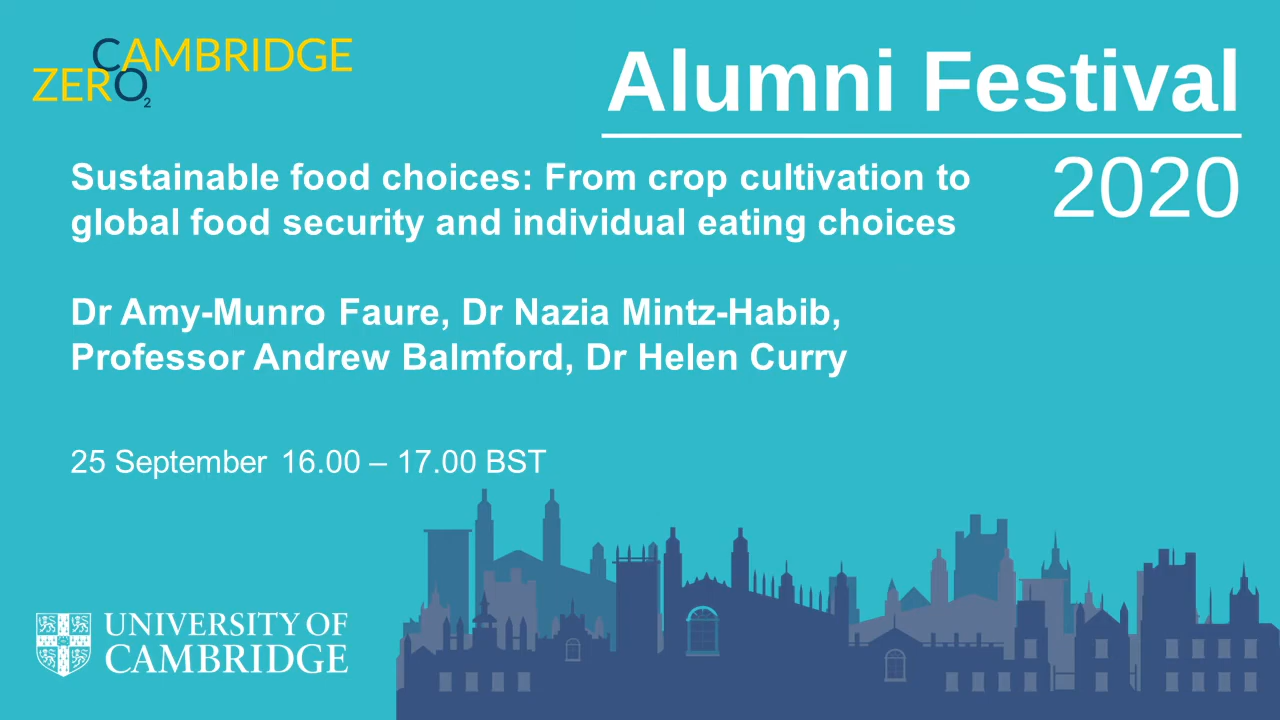 CAMBRIDGE
ZERO2
Alumni Festival
2020
Sustainable food choices: From crop cultivation to
global food security and individual eating choices
Dr Amy-Munro Faure, Dr Nazia Mintz-Habib,
Professor Andrew Balmford, Dr Helen Curry
25 September 16.00 – 17.00 BST
UNIVERSITY OF
CAMBRIDGE